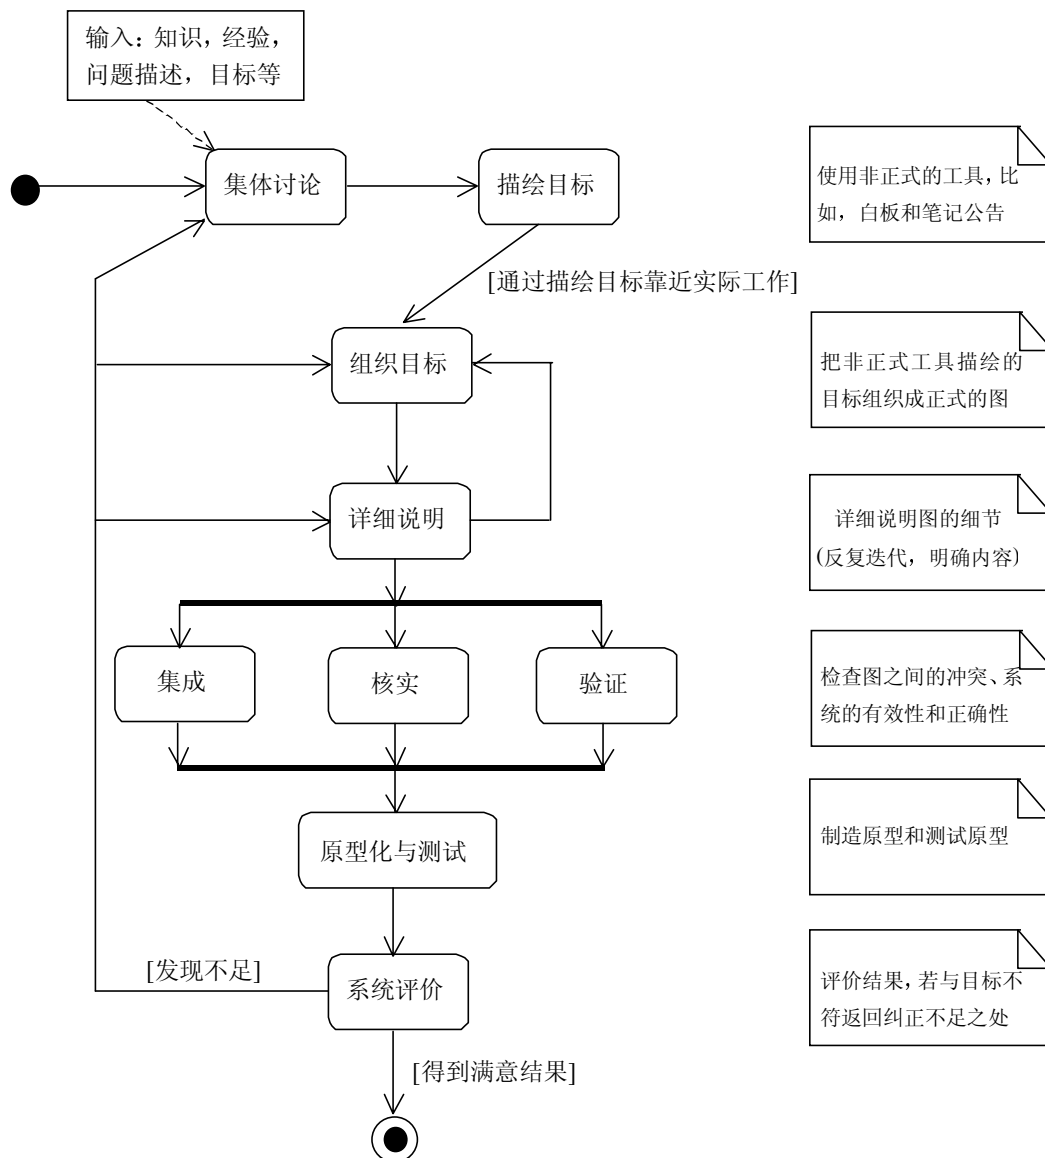 输入：知识，经验，
问题描述，目标等
集体讨论
描绘目标
使用非正式的工具，比
如，白板和笔记公告
[通过描绘目标靠近实际工作]
组织目标
把非正式工具描绘的
目标组织成正式的图
详细说明
详细说明图的细节
(反复迭代，明确内容)
集成
核实
验证
检查图之间的冲突、系
统的有效性和正确性
原型化与测试
制造原型和测试原型
[发现不足]
系统评价
评价结果，若与目标不
符返回纠正不足之处
[得到满意结果]